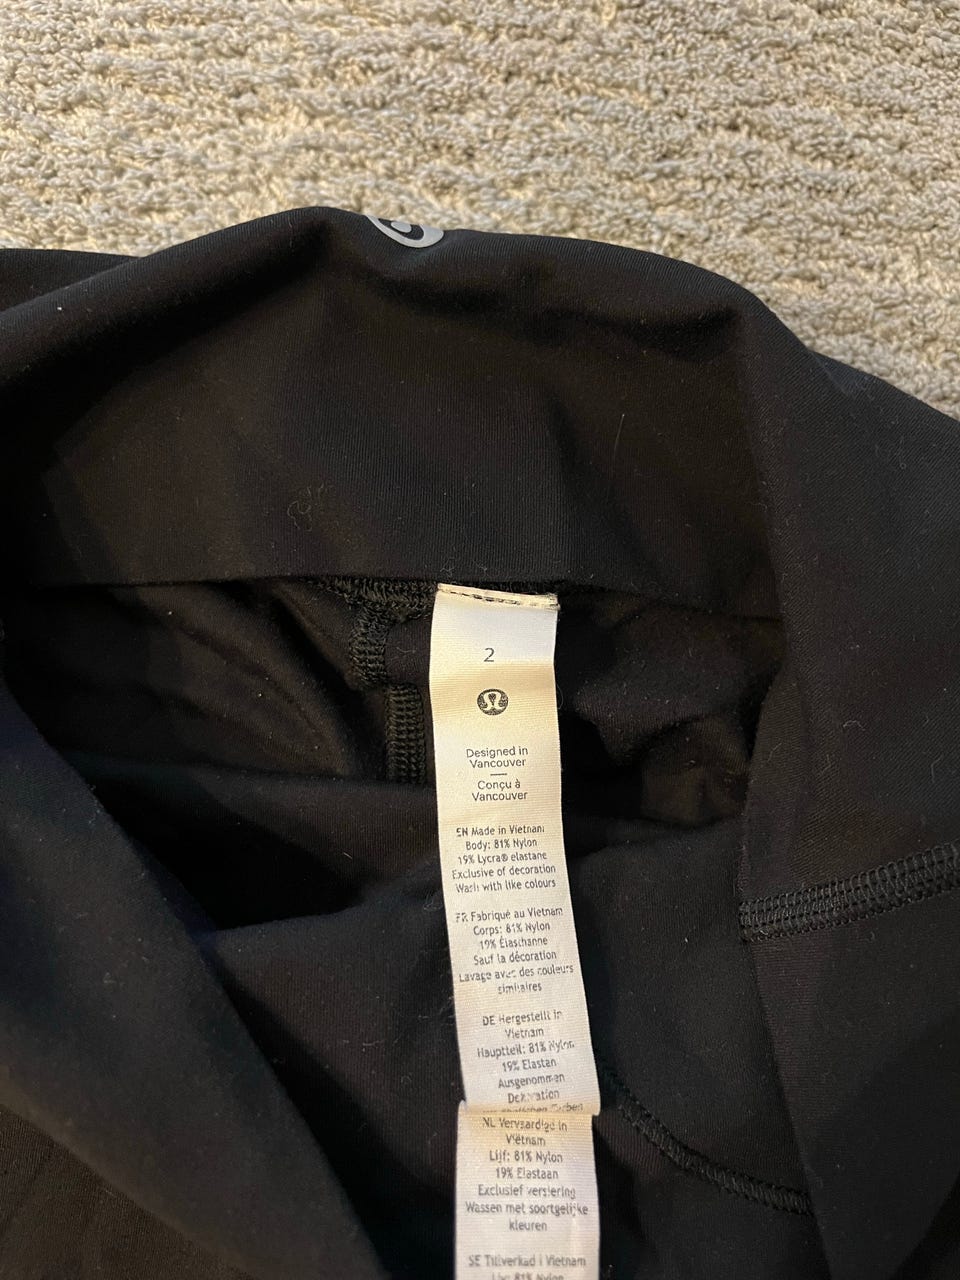 2
Designed in
Vancouver
Conçu à
Vancouver
EN Made in Vietnam
Body: 81% Nylon
19% Lycra® elastane
Exclusive of decoration
Wash with like colours
FR Fabriqué au Vietnam
Corps: 81% Nylon
19% Élasthanne
Sauf la décoration
Lavage avec des couleurs
similaires
DE Hergestellt in
Vietnam
Hauptteil: 81% Nylon
19% Elastan
Ausgenommen
Dekoration
NL Vervaardigd in
Vietnam
Lijf: 81% Nylon
19% Elastaan
Exclusief versiering
Wassen met soortgelijke
kleuren
SE Tillverkad i Vietnam
81% Nylon